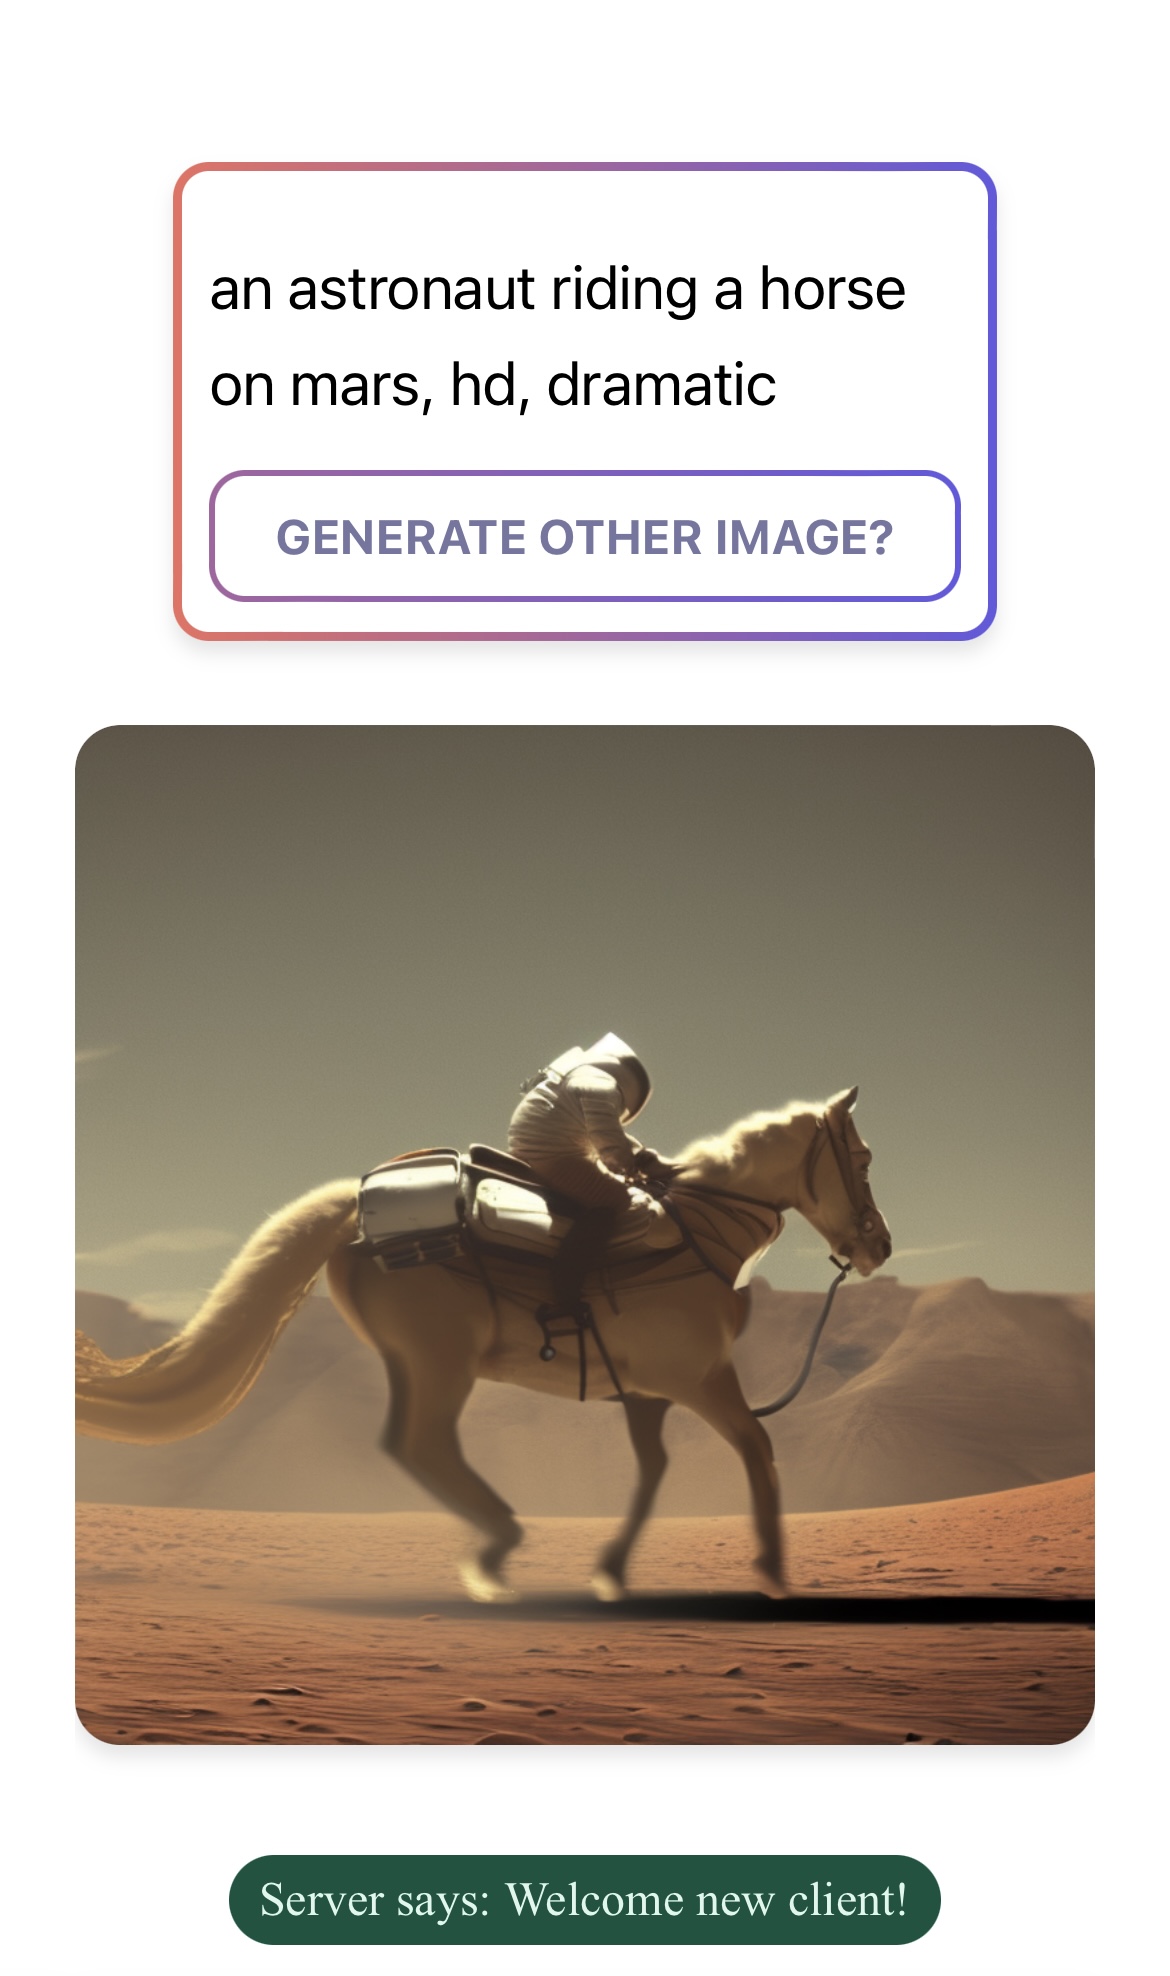 an astronaut riding a horse
on mars, hd, dramatic
GENERATE OTHER IMAGE?
Server says: Welcome new client!